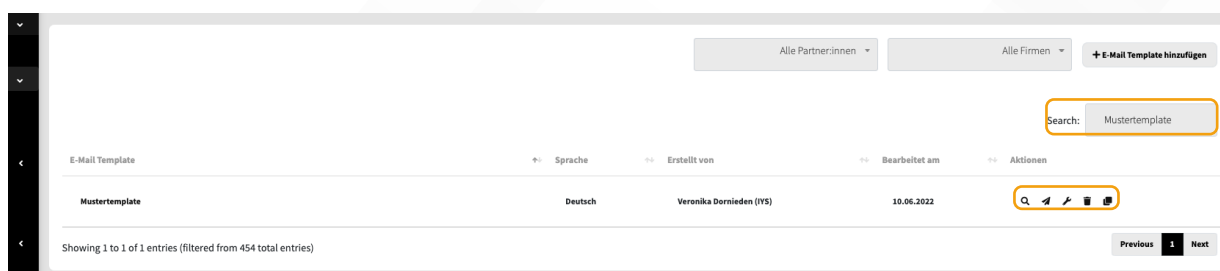 Alle Partner:innen Alle Firmen + E-Mail Template hinzufügen
Search: Mustertemplate
E-Mail Template Sprache Erstellt von Bearbeitet am Aktionen
Mustertemplate Deutsch Veronika Dornieden (IYS) 10.06.2022
Showing 1 to 1 of 1 entries (filtered from 454 total entries) Previous 1 Next